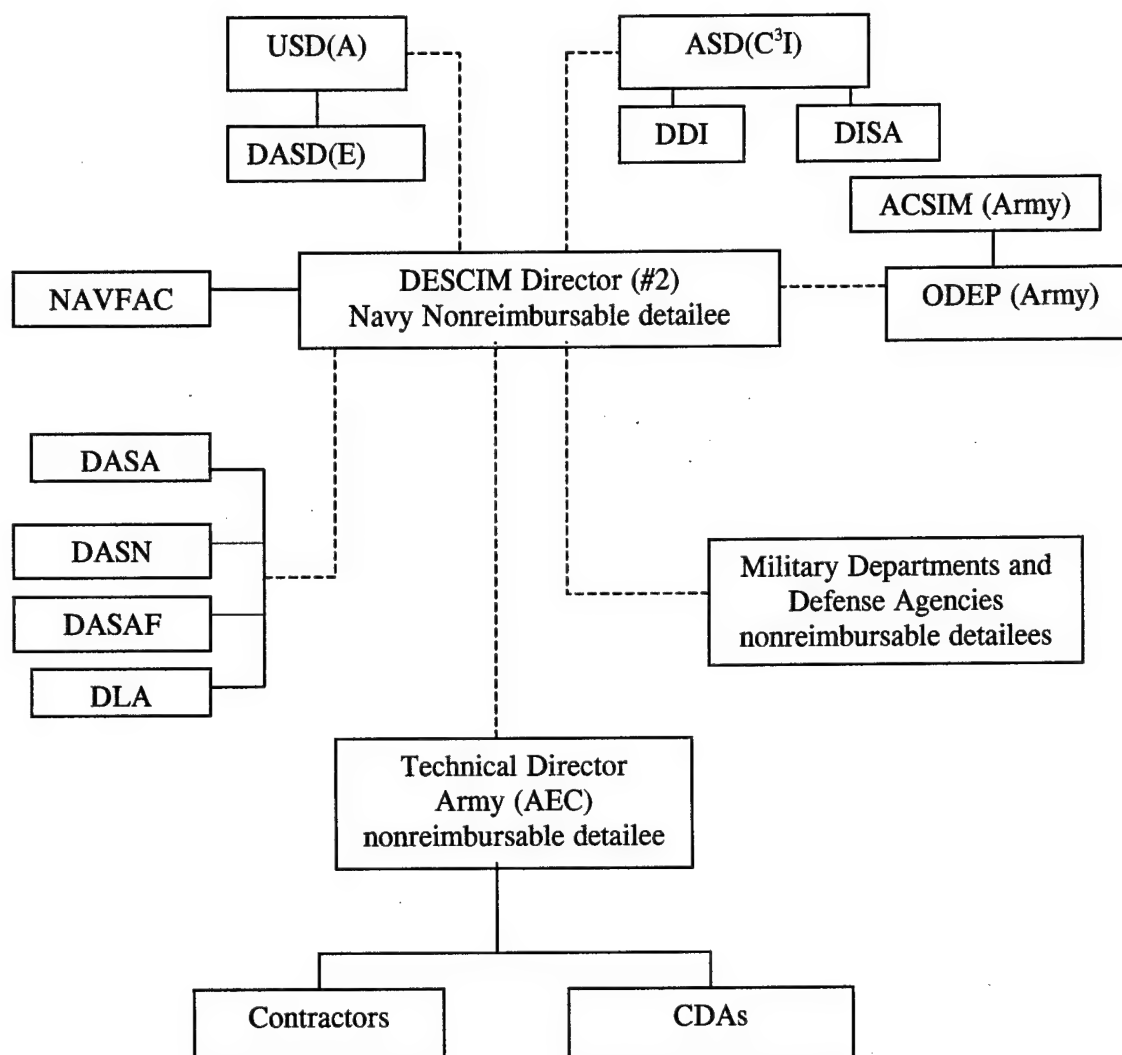 USD(A)
ASD(C³I)
DASD(E)
DDI
DISA
ACSIM (Army)
NAVFAC
DESCIM Director (#2)
Navy Nonreimbursable detailee
ODEP (Army)
DASA
DASN
DASAF
DLA
Military Departments and
Defense Agencies
nonreimbursable detailees
Technical Director
Army (AEC)
nonreimbursable detailee
Contractors
CDAs